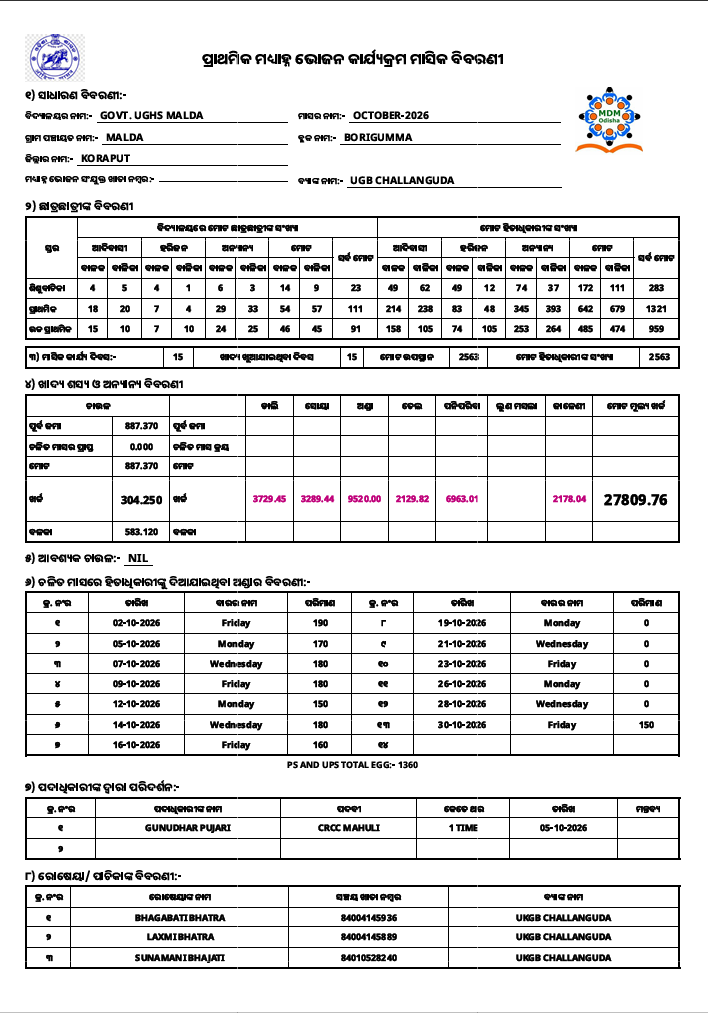 ପ୍ରାଥମିକ ମଧ୍ୟାହ୍ନ ଭୋଜନ କାର୍ଯ୍ୟକ୍ରମ ମାସିକ ବିବରଣୀ
୧) ସାଧାରଣ ବିବରଣୀ:-
MDM Odisha
ବିଦ୍ୟାଳୟର ନାମ:- GOVT. UGHS MALDA ମାସର ନାମ:- OCTOBER-2026
ଗ୍ରାମ ପଞ୍ଚାୟତ ନାମ:- MALDA ବ୍ଲକ ନାମ:- BORIGUMMA
ଜିଲ୍ଲାର ନାମ:- KORAPUT
ମଧ୍ୟାହ୍ନ ଭୋଜନ ସଂଯୁକ୍ତ ଖାତା ନମ୍ବର:- ବ୍ୟାଙ୍କ ନାମ:- UGB CHALLANGUDA
୨) ଛାତ୍ରଛାତ୍ରୀଙ୍କ ବିବରଣୀ
ସ୍ତର ବିଦ୍ୟାଳୟରେ ମୋଟ ଛାତ୍ରଛାତ୍ରୀଙ୍କ ସଂଖ୍ୟା ମୋଟ ହିତାଧିକାରୀଙ୍କ ସଂଖ୍ୟା
ଆଦିବାସୀ ହରିଜନ ଅନ୍ୟାନ୍ୟ ମୋଟ ସର୍ବ ମୋଟ ଆଦିବାସୀ ହରିଜନ ଅନ୍ୟାନ୍ୟ ମୋଟ ସର୍ବ ମୋଟ
ବାଳକ ବାଳିକା ବାଳକ ବାଳିକା ବାଳକ ବାଳିକା ବାଳକ ବାଳିକା ବାଳକ ବାଳିକା ବାଳକ ବାଳିକା ବାଳକ ବାଳିକା ବାଳକ ବାଳିକା
ଶିଶୁବାଟିକା 4 5 4 1 6 3 14 9 23 49 62 49 12 74 37 172 111 283
ପ୍ରାଥମିକ 18 20 7 4 29 33 54 57 111 214 238 83 48 345 393 642 679 1321
ଉଚ୍ଚ ପ୍ରାଥମିକ 15 10 7 10 24 25 46 45 91 158 105 74 105 253 264 485 474 959
୩) ମାସିକ କାର୍ଯ୍ୟ ଦିବସ:- 15 ଖାଦ୍ୟ ଖୁଆଯାଇଥିବା ଦିବସ 15 ମୋଟ ଉପସ୍ଥାନ 2563 ମୋଟ ହିତାଧିକାରୀଙ୍କ ସଂଖ୍ୟା 2563
୪) ଖାଦ୍ୟ ଶସ୍ୟ ଓ ଅନ୍ୟାନ୍ୟ ବିବରଣୀ
ଚାଉଳ ଡାଲି ସୋୟା ଅଣ୍ଡା ତେଲ ପନିପରିବା ଲୁଣ ମସଲା ଜାଳେଣୀ ମୋଟ ମୂଲ୍ୟ ଖର୍ଚ୍ଚ
ପୂର୍ବ ଜମା 887.370 ପୂର୍ବ ଜମା
ଚଳିତ ମାସର ପ୍ରାପ୍ତ 0.000 ଚଳିତ ମାସ କ୍ରୟ
ମୋଟ 887.370 ମୋଟ
ଖର୍ଚ୍ଚ 304.250 ଖର୍ଚ୍ଚ 3729.45 3289.44 9520.00 2129.82 6963.01 2178.04 27809.76
ବଳକା 583.120 ବଳକା
୫) ଆବଶ୍ୟକ ଚାଉଳ:- NIL
୬) ଚଳିତ ମାସରେ ହିତାଧିକାରୀଙ୍କୁ ଦିଆଯାଇଥିବା ଅଣ୍ଡାର ବିବରଣୀ:-
କ୍ର. ନଂର ତାରିଖ ବାରର ନାମ ପରିମାଣ କ୍ର. ନଂର ତାରିଖ ବାରର ନାମ ପରିମାଣ
୧ 02-10-2026 Friday 190 ୮ 19-10-2026 Monday 0
୨ 05-10-2026 Monday 170 ୯ 21-10-2026 Wednesday 0
୩ 07-10-2026 Wednesday 180 ୧୦ 23-10-2026 Friday 0
୪ 09-10-2026 Friday 180 ୧୧ 26-10-2026 Monday 0
୫ 12-10-2026 Monday 150 ୧୨ 28-10-2026 Wednesday 0
୬ 14-10-2026 Wednesday 180 ୧୩ 30-10-2026 Friday 150
୭ 16-10-2026 Friday 160 ୧୪
PS AND UPS TOTAL EGG:- 1360
୭) ପଦାଧିକାରୀଙ୍କ ଦ୍ୱାରା ପରିଦର୍ଶନ:-
କ୍ର. ନଂର ପଦାଧିକାରୀଙ୍କ ନାମ ପଦବୀ କେତେ ଥର ତାରିଖ ମନ୍ତବ୍ୟ
୧ GUNUDHAR PUJARI CRCC MAHULI 1 TIME 05-10-2026
୨
୮) ରୋଷେୟା/ ପାଚିକାଙ୍କ ବିବରଣୀ:-
କ୍ର. ନଂର ରୋଷେୟାଙ୍କ ନାମ ସଞ୍ଚୟ ଖାତା ନମ୍ବର ବ୍ୟାଙ୍କ ନାମ
୧ BHAGABATI BHATRA 84004145936 UKGB CHALLANGUDA
୨ LAXMI BHATRA 84004145889 UKGB CHALLANGUDA
୩ SUNAMANI BHAJATI 84010528240 UKGB CHALLANGUDA